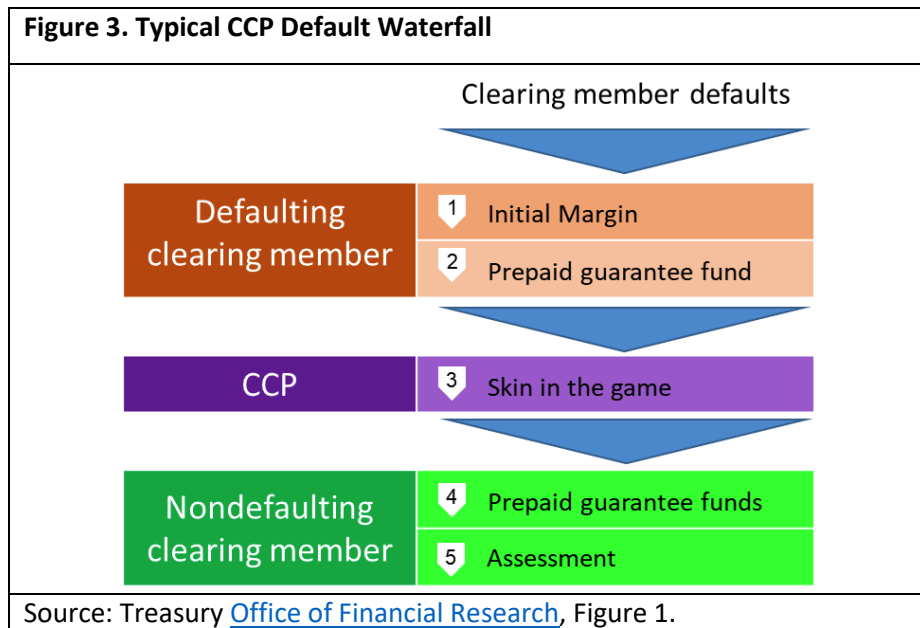 Figure 3. Typical CCP Default Waterfall
Clearing member defaults
Defaulting
clearing member
1 Initial Margin
2 Prepaid guarantee fund
CCP
3 Skin in the game
Nondefaulting
clearing member
4 Prepaid guarantee funds
5 Assessment
Source: Treasury Office of Financial Research, Figure 1.